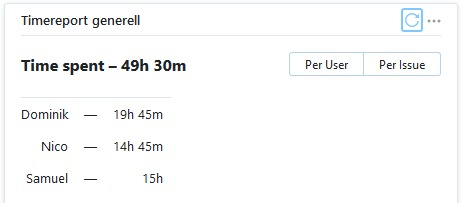 Timereport generell
Time spent – 49h 30m
Per User
Per Issue
Dominik — 19h 45m
Nico — 14h 45m
Samuel — 15h